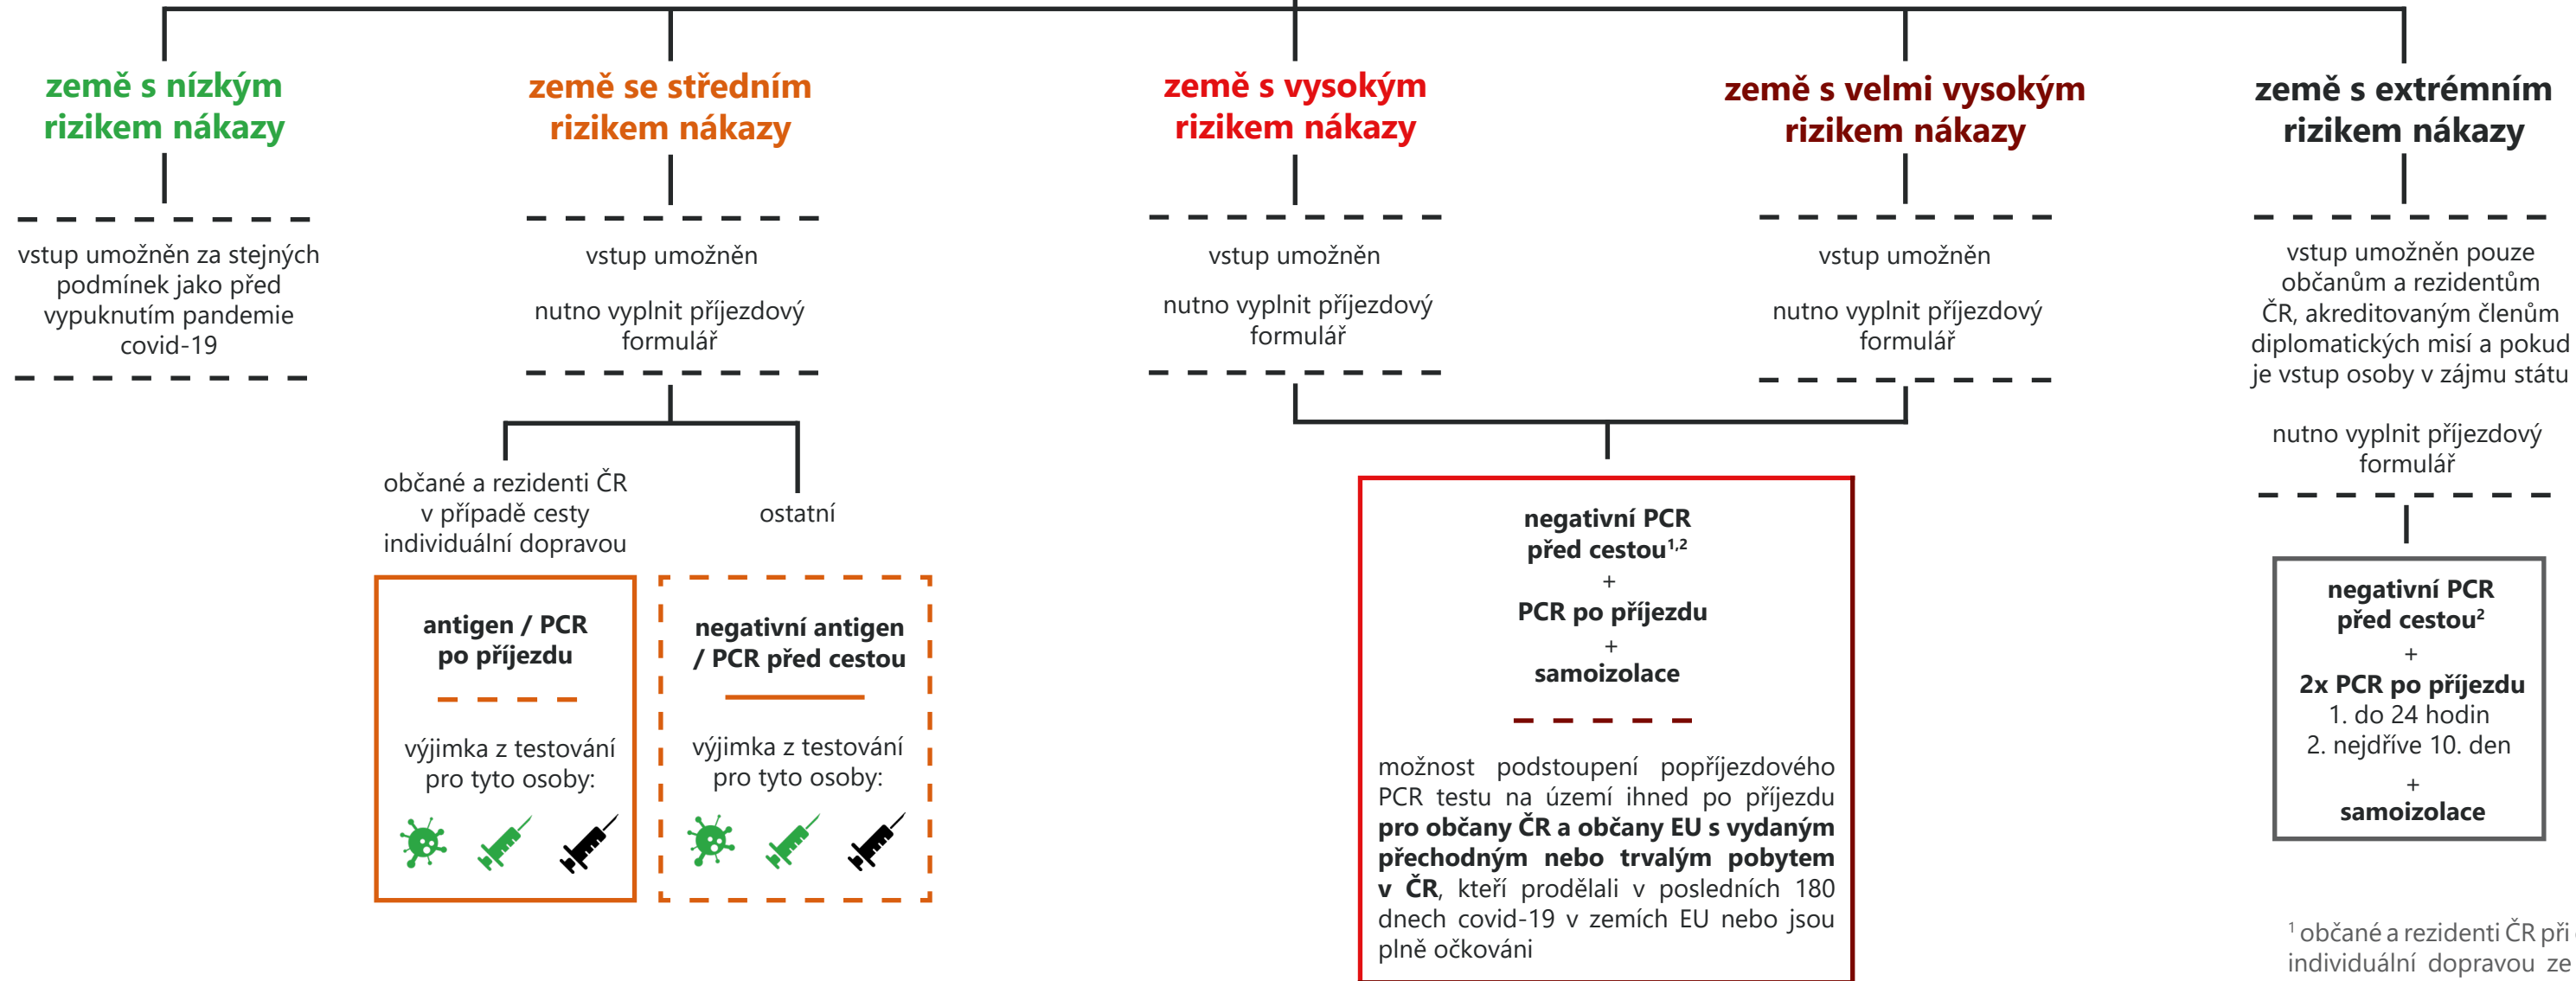 země s nízkým
rizikem nákazy
vstup umožněn za stejných
podmínek jako před
vypuknutím pandemie
covid-19
země se středním
rizikem nákazy
vstup umožněn
nutno vyplnit příjezdový
formulář
občané a rezidenti ČR
v případě cesty
individuální dopravou
antigen / PCR
po příjezdu
výjimka z testování
pro tyto osoby:
ostatní
negativní antigen
/ PCR před cestou
výjimka z testování
pro tyto osoby:
země s vysokým
rizikem nákazy
vstup umožněn
nutno vyplnit příjezdový
formulář
země s velmi vysokým
rizikem nákazy
vstup umožněn
nutno vyplnit příjezdový
formulář
negativní PCR
před cestou1,2
+
PCR po příjezdu
+
samoizolace
možnost podstoupení popříjezdového
PCR testu na území ihned po příjezdu
pro občany ČR a občany EU s vydaným
přechodným nebo trvalým pobytem
v ČR, kteří prodělali v posledních 180
dnech covid-19 v zemích EU nebo jsou
plně očkováni
země s extrémním
rizikem nákazy
vstup umožněn pouze
občanům a rezidentům
ČR, akreditovaným členům
diplomatických misí a pokud
je vstup osoby v zájmu státu
nutno vyplnit příjezdový
formulář
negativní PCR
před cestou2
+
2x PCR po příjezdu
1. do 24 hodin
2. nejdříve 10. den
+
samoizolace
1 občané a rezidenti ČR při
individuální dopravou ze